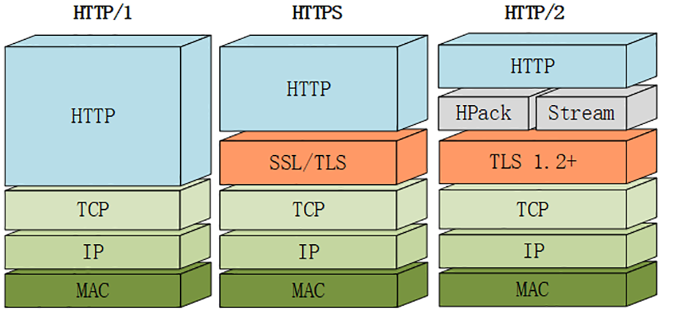 HTTP/1 HTTPS HTTP/2
HTTP HTTP HTTP
HPack Stream
SSL/TLS TLS 1.2+
TCP TCP TCP
IP IP IP
MAC MAC MAC